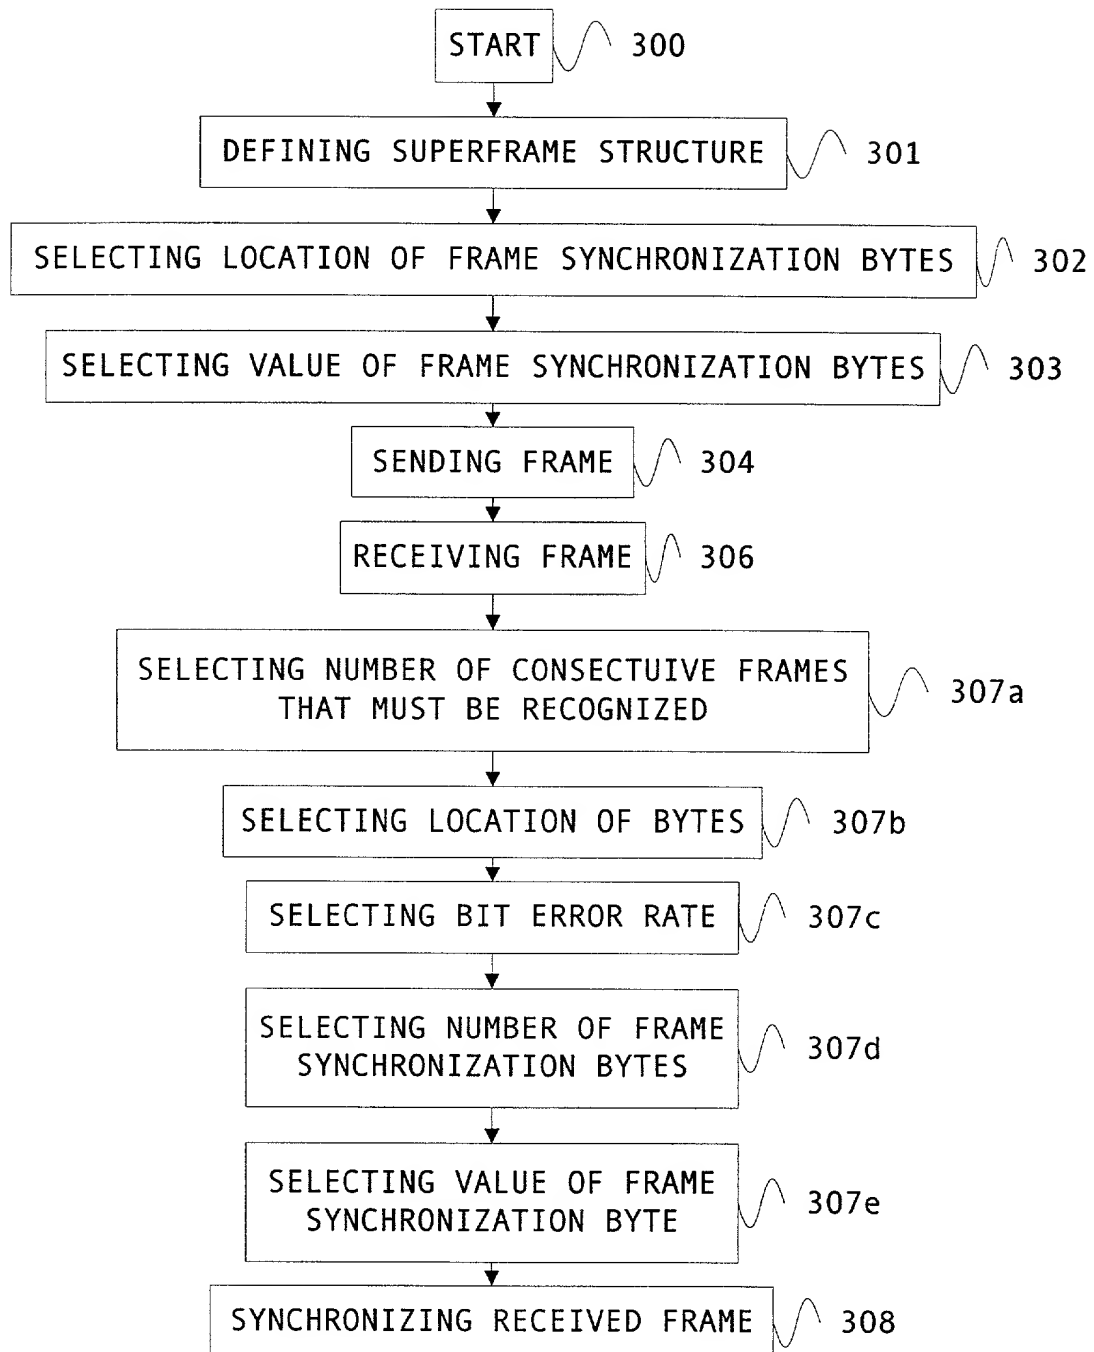 START 300
DEFINING SUPERFRAME STRUCTURE 301
SELECTING LOCATION OF FRAME SYNCHRONIZATION BYTES 302
SELECTING VALUE OF FRAME SYNCHRONIZATION BYTES 303
SENDING FRAME 304
RECEIVING FRAME 306
SELECTING NUMBER OF CONSECTUIVE FRAMES
THAT MUST BE RECOGNIZED
307a
SELECTING LOCATION OF BYTES 307b
SELECTING BIT ERROR RATE 307c
SELECTING NUMBER OF FRAME
SYNCHRONIZATION BYTES
307d
SELECTING VALUE OF FRAME
SYNCHRONIZATION BYTE
307e
SYNCHRONIZING RECEIVED FRAME 308